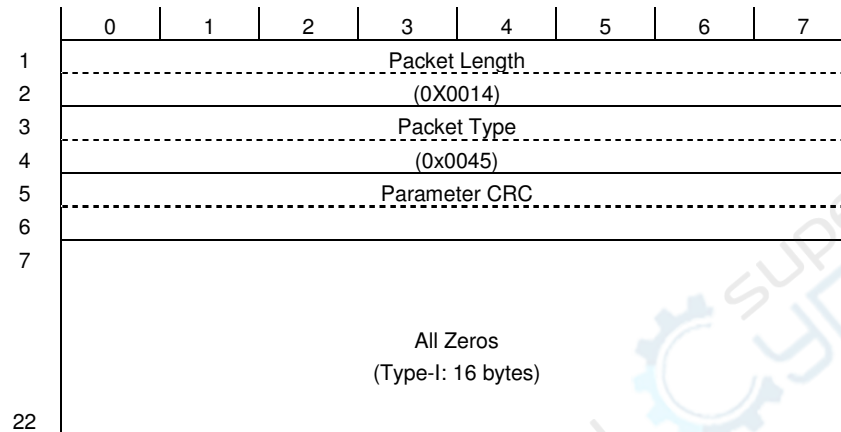 0 1 2 3 4 5 6 7
1 Packet Length
2 (0X0014)
3 Packet Type
4 (0x0045)
5 Parameter CRC
6
7
All Zeros
(Type-I: 16 bytes)
22